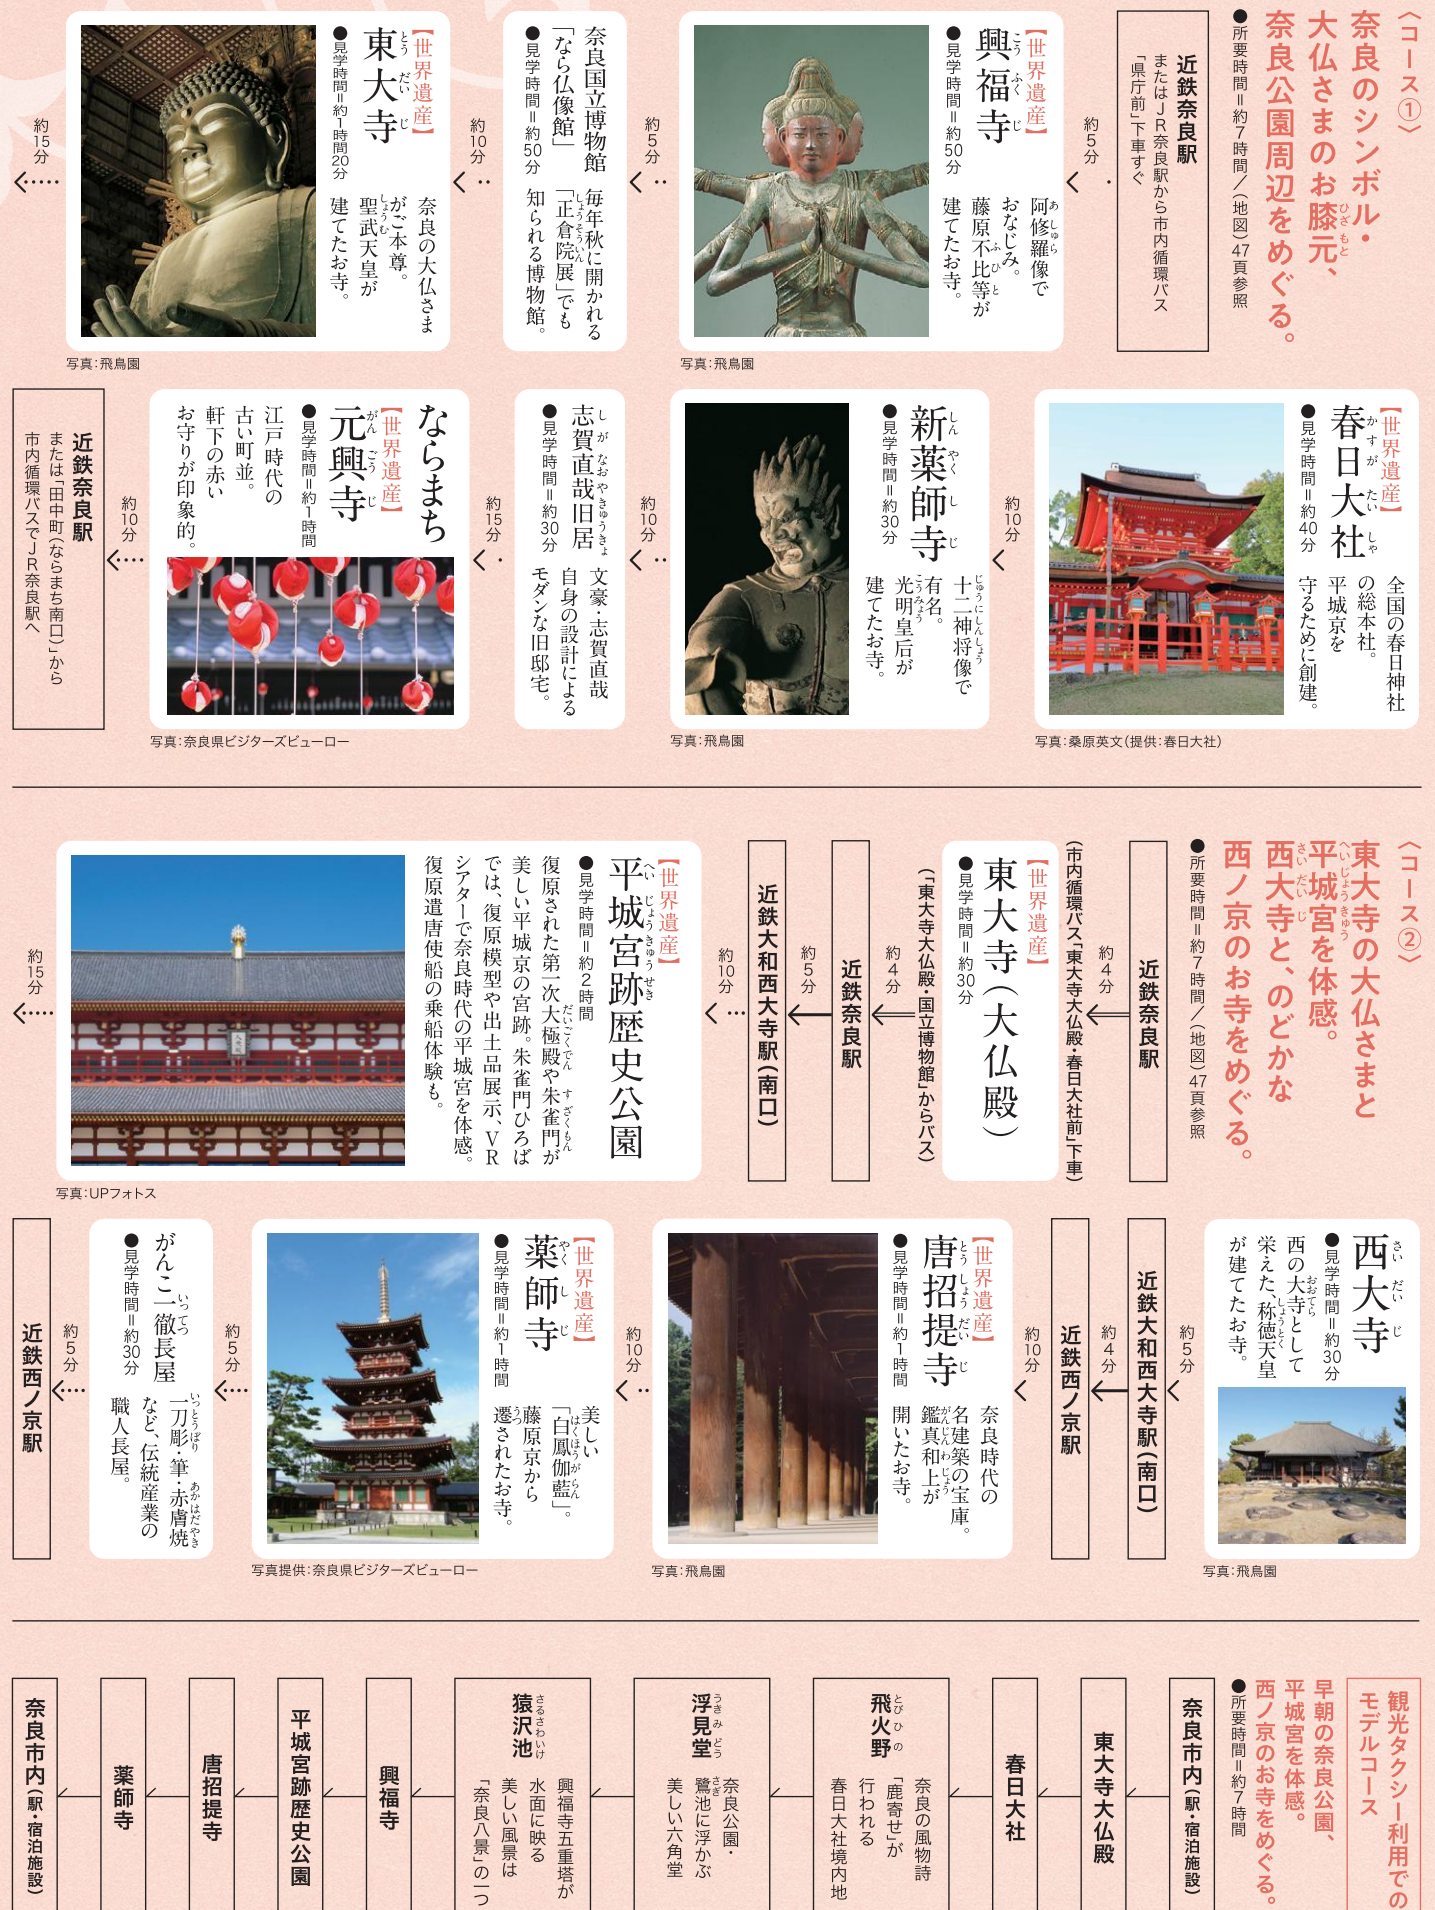 〈コース①〉
奈良のシンボル・
大仏さまのお膝元、
奈良公園周辺をめぐる。
●所要時間＝約7時間／(地図)47頁参照
近鉄奈良駅
またはJR奈良駅から市内循環バス
「県庁前」下車すぐ
約5分
【世界遺産】
興福寺
●見学時間＝約50分
阿修羅像で
おなじみ。
藤原不比等が
建てたお寺。
写真：飛鳥園
約5分
奈良国立博物館
「なら仏像館」
●見学時間＝約50分
毎年秋に開かれる
「正倉院展」でも
知られる博物館。
約10分
【世界遺産】
東大寺
●見学時間＝約1時間20分
奈良の大仏さま
がご本尊。
聖武天皇が
建てたお寺。
写真：飛鳥園
約15分
【世界遺産】
春日大社
●見学時間＝約40分
全国の春日神社
の総本社。
平城京を
守るために創建。
写真：桑原英文(提供：春日大社)
約10分
新薬師寺
●見学時間＝約30分
十二神将像で
有名。
光明皇后が
建てたお寺。
写真：飛鳥園
約10分
志賀直哉旧居
●見学時間＝約30分
文豪・志賀直哉
自身の設計による
モダンな旧邸宅。
約15分
ならまち
【世界遺産】
元興寺
●見学時間＝約1時間
江戸時代の
古い町並。
軒下の赤い
お守りが印象的。
写真：奈良県ビジターズビューロー
約10分
近鉄奈良駅
または「田中町(ならまち南口)」から
市内循環バスでJR奈良駅へ
〈コース②〉
東大寺の大仏さまと
平城宮を体感。
西大寺と、のどかな
西ノ京のお寺をめぐる。
●所要時間＝約7時間／(地図)47頁参照
近鉄奈良駅
約4分
(市内循環バス「東大寺大仏殿・春日大社前」下車)
【世界遺産】
東大寺(大仏殿)
●見学時間＝約30分
(「東大寺大仏殿・国立博物館」からバス)
約4分
近鉄奈良駅
約5分
近鉄大和西大寺駅(南口)
約10分
【世界遺産】
平城宮跡歴史公園
●見学時間＝約2時間
復原された第一次大極殿や朱雀門が
美しい平城京の宮跡。朱雀門ひろば
では、復原模型や出土品展示、VR
シアターで奈良時代の平城宮を体感。
復原遣唐使船の乗船体験も。
写真：UPフォトス
約15分
西大寺
●見学時間＝約30分
西の大寺として
栄えた、称徳天皇
が建てたお寺。
写真：飛鳥園
約5分
近鉄大和西大寺駅(南口)
約4分
近鉄西ノ京駅
約10分
【世界遺産】
唐招提寺
●見学時間＝約1時間
奈良時代の
名建築の宝庫。
鑑真和上が
開いたお寺。
写真：飛鳥園
約10分
【世界遺産】
薬師寺
●見学時間＝約1時間
美しい
「白鳳伽藍」。
藤原京から
遷されたお寺。
写真提供：奈良県ビジターズビューロー
約5分
がんこ一徹長屋
●見学時間＝約30分
一刀彫・筆・赤膚焼
など、伝統産業の
職人長屋。
約5分
近鉄西ノ京駅
観光タクシー利用での
モデルコース
早朝の奈良公園、
平城宮を体感。
西ノ京のお寺をめぐる。
●所要時間＝約7時間
奈良市内(駅・宿泊施設)
東大寺大仏殿
春日大社
飛火野
奈良の風物詩
「鹿寄せ」が
行われる
春日大社境内地
浮見堂
奈良公園・
鷺池に浮かぶ
美しい六角堂
猿沢池
興福寺五重塔が
水面に映る
美しい風景は
「奈良八景」の一つ
興福寺
平城宮跡歴史公園
唐招提寺
薬師寺
奈良市内(駅・宿泊施設)